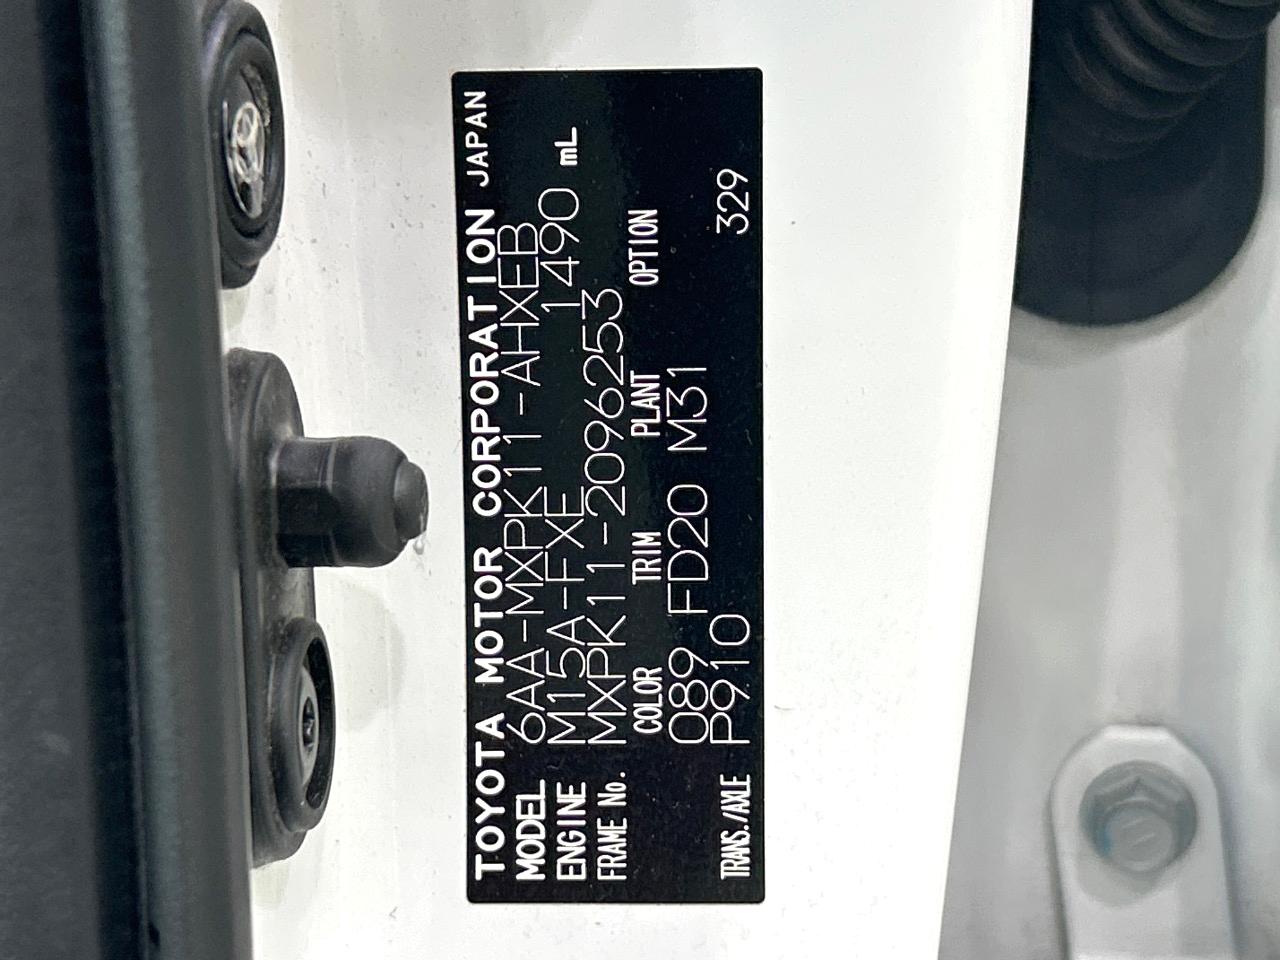 TOYOTA MOTOR CORPORATION JAPAN
MODEL 6AA-MXPK11-AHXEB
ENGINE M15A-FXE 1490 mL
FRAME No. MXPK11-2096253
COLOR TRIM PLANT OPTION
089 FD20 M31
TRANS./AXLE P910 329